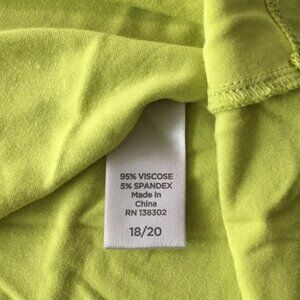 95% VISCOSE
5% SPANDEX
Made In
China
RN 138302
18/20